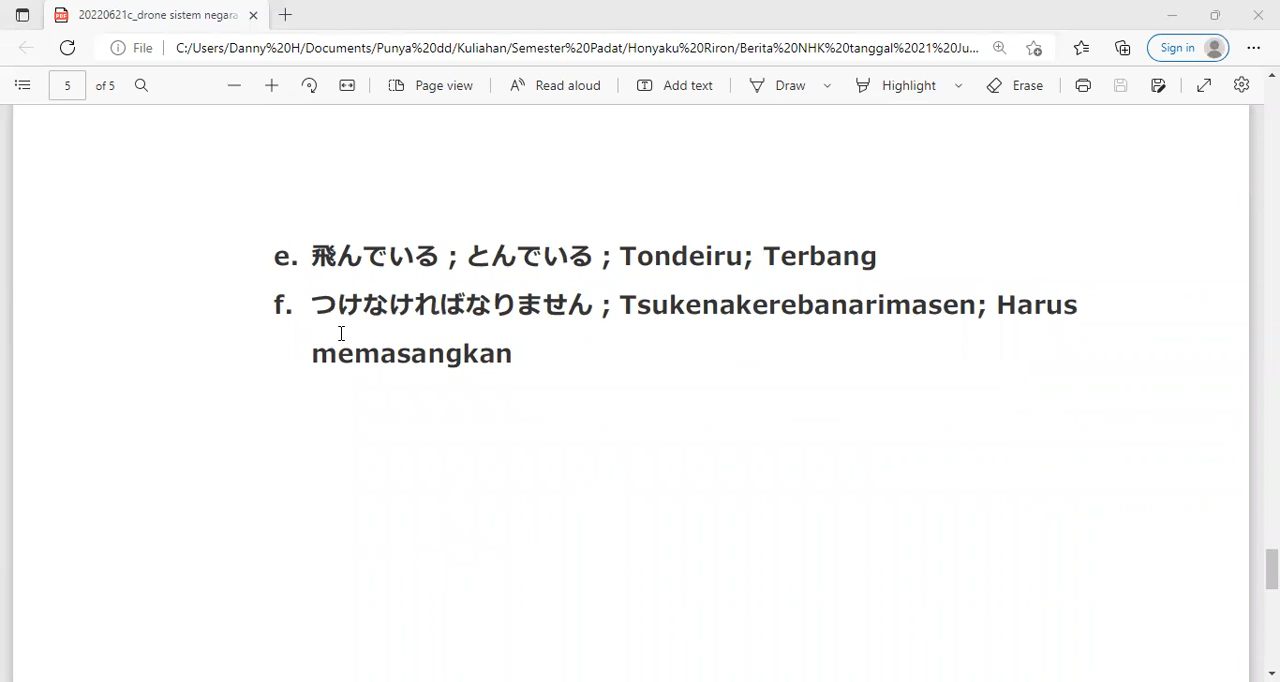 20220621c_drone sistem negara
File C:/Users/Danny%20H/Documents/Punya%20dd/Kuliahan/Semester%20Padat/Honyaku%20Riron/Berita%20NHK%20tanggal%2021%20Ju... Sign in
5 of 5 Page view Read aloud Add text Draw Highlight Erase
e. 飛んでいる ; とんでいる ; Tondeiru; Terbang
f. つけなければなりません ; Tsukenakerebanarimasen; Harus
memasangkan